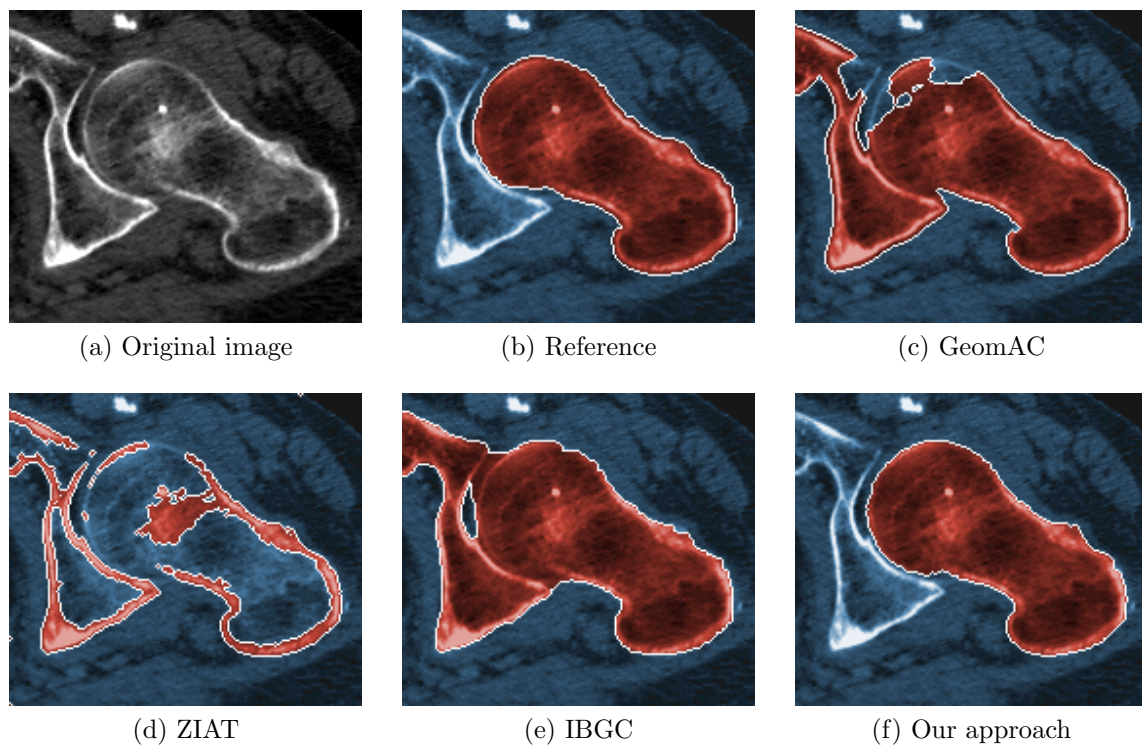 (a) Original image
(b) Reference
(c) GeomAC
(d) ZIAT
(e) IBGC
(f) Our approach